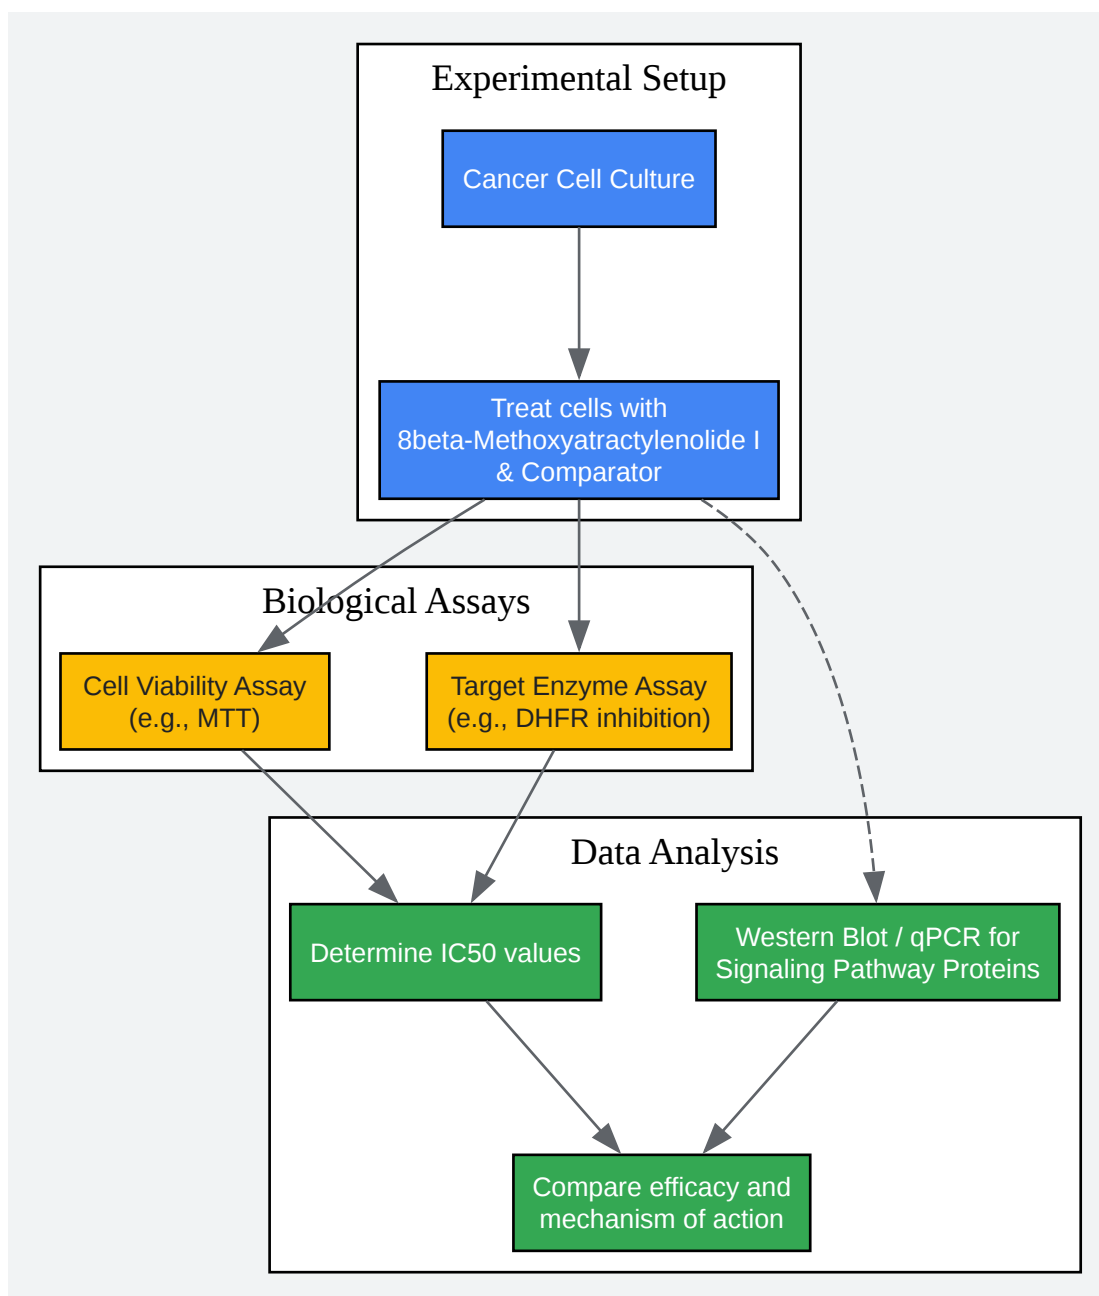 Experimental Setup
Cancer Cell Culture
Treat cells with
8beta-Methoxyatractylenolide I
& Comparator
Biological Assays
Cell Viability Assay
(e.g., MTT)
Target Enzyme Assay
(e.g., DHFR inhibition)
Data Analysis
Determine IC50 values
Western Blot / qPCR for
Signaling Pathway Proteins
Compare efficacy and
mechanism of action